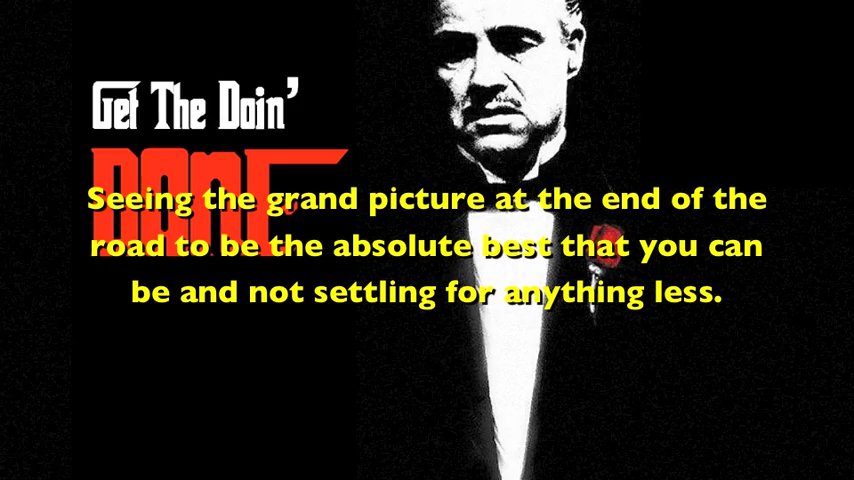 Get The Doin'
DONE
Seeing the grand picture at the end of the
road to be the absolute best that you can
be and not settling for anything less.